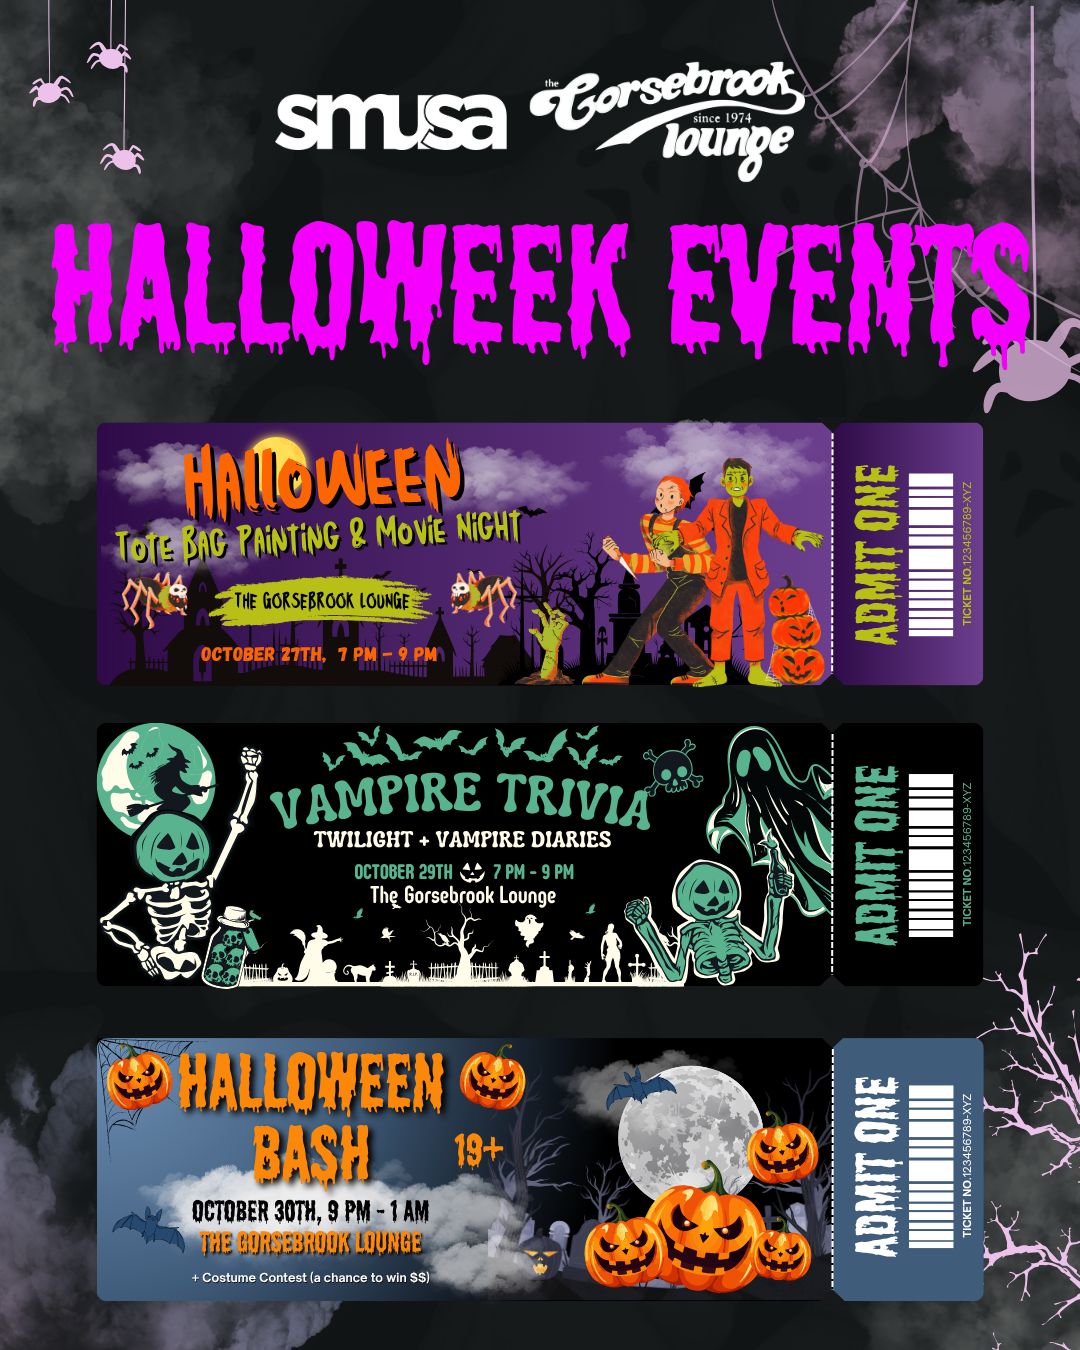 smusa
the Gorsebrook
since 1974
lounge
HALLOWEEK EVENTS
HALLOWEEN
TOTE BAG PAINTING & MOVIE NIGHT
THE GORSEBROOK LOUNGE
OCTOBER 27TH, 7 PM - 9 PM
ADMIT ONE
TICKET NO.123456789-XYZ
VAMPIRE TRIVIA
TWILIGHT + VAMPIRE DIARIES
OCTOBER 29TH 7 PM - 9 PM
The Gorsebrook Lounge
ADMIT ONE
TICKET NO.123456789-XYZ
HALLOWEEN
BASH
19+
OCTOBER 30TH, 9 PM - 1 AM
THE GORSEBROOK LOUNGE
+ Costume Contest (a chance to win $$)
ADMIT ONE
TICKET NO.123456789-XYZ